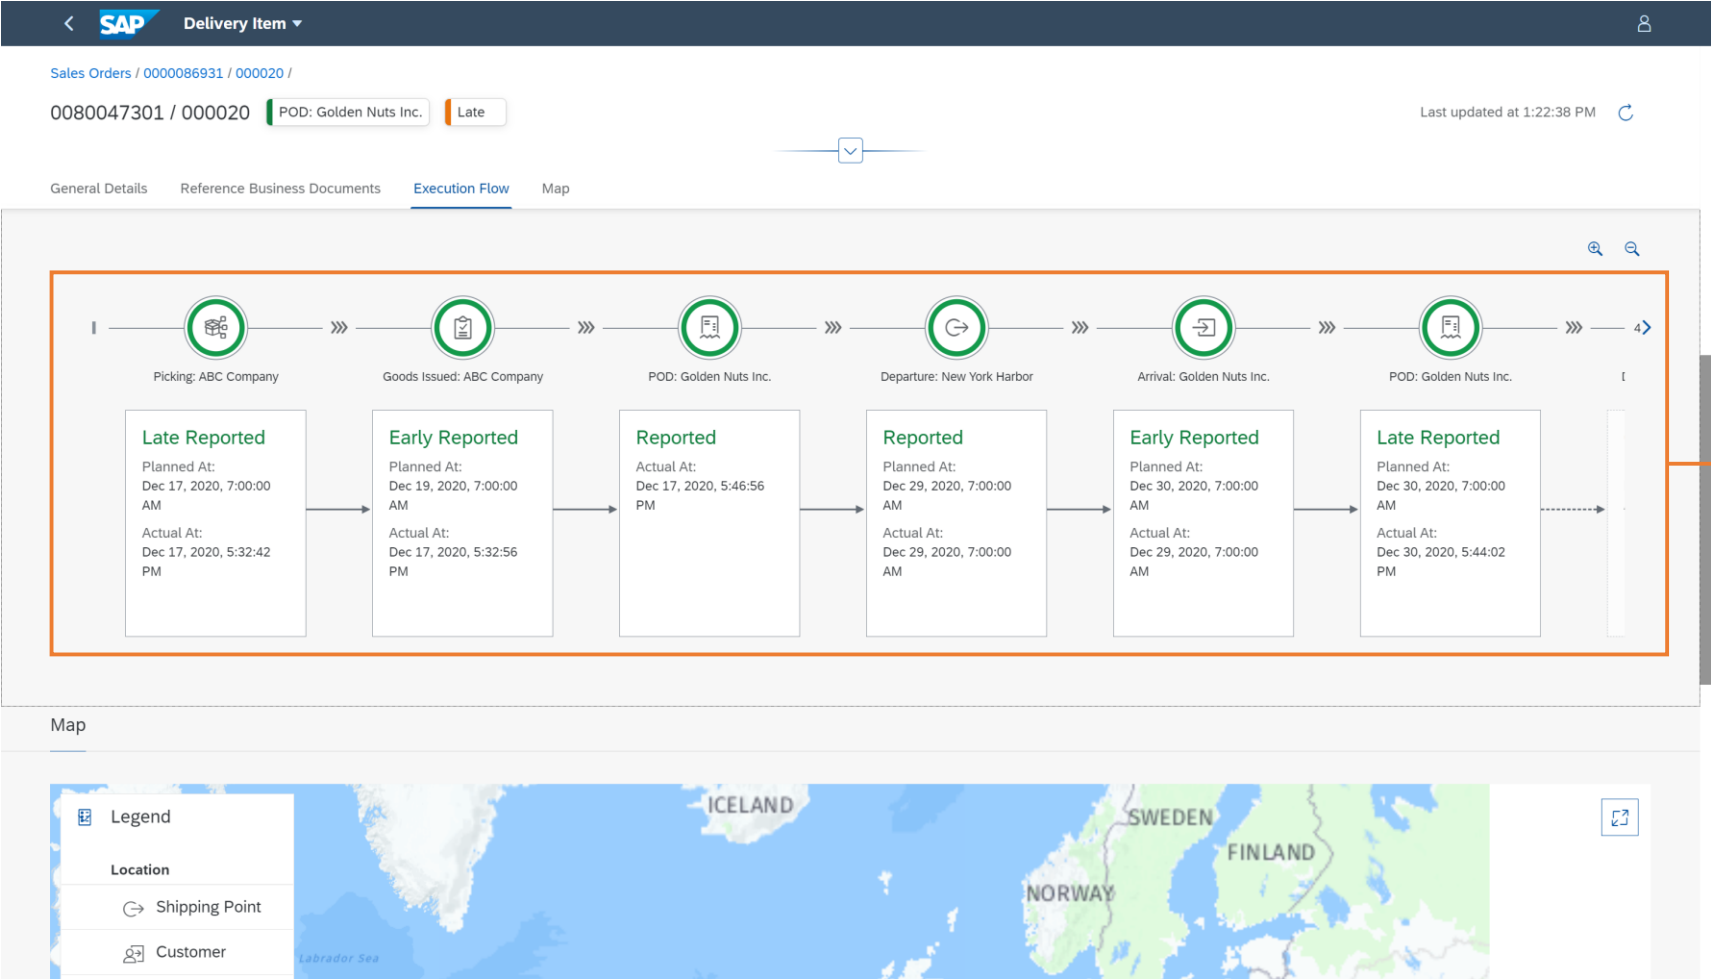 SAP Delivery Item
Sales Orders / 0000086931 / 000020 /
0080047301 / 000020 POD: Golden Nuts Inc. Late Last updated at 1:22:38 PM
General Details Reference Business Documents Execution Flow Map
4
Picking: ABC Company Goods Issued: ABC Company POD: Golden Nuts Inc. Departure: New York Harbor Arrival: Golden Nuts Inc. POD: Golden Nuts Inc.
Late Reported
Planned At:
Dec 17, 2020, 7:00:00
AM
Actual At:
Dec 17, 2020, 5:32:42
PM
Early Reported
Planned At:
Dec 19, 2020, 7:00:00
AM
Actual At:
Dec 17, 2020, 5:32:56
PM
Reported
Actual At:
Dec 17, 2020, 5:46:56
PM
Reported
Planned At:
Dec 29, 2020, 7:00:00
AM
Actual At:
Dec 29, 2020, 7:00:00
AM
Early Reported
Planned At:
Dec 30, 2020, 7:00:00
AM
Actual At:
Dec 29, 2020, 7:00:00
AM
Late Reported
Planned At:
Dec 30, 2020, 7:00:00
AM
Actual At:
Dec 30, 2020, 5:44:02
PM
Map
Legend
Location
Shipping Point
Customer
ICELAND
SWEDEN
FINLAND
NORWAY
Labrador Sea